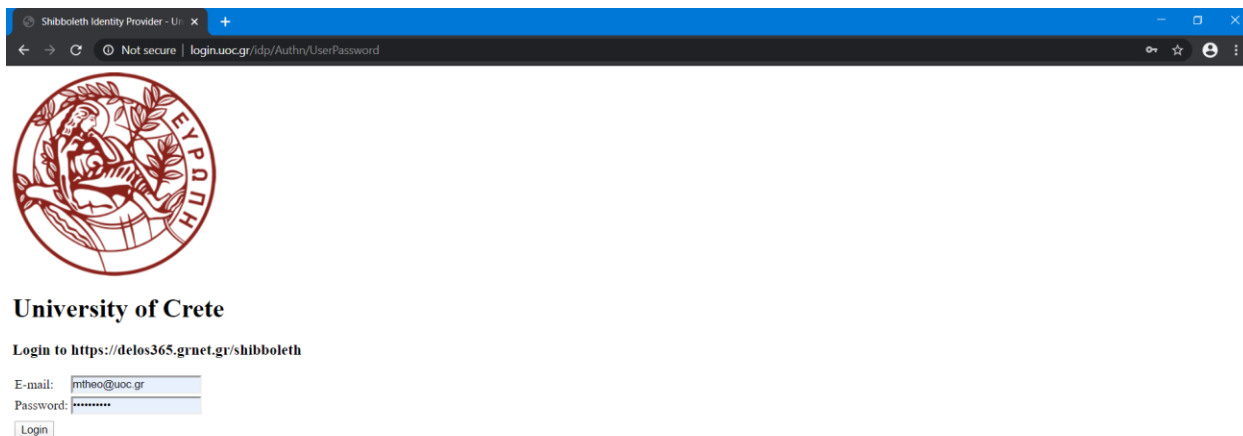 Shibboleth Identity Provider - Un
Not secure | login.uoc.gr/idp/Authn/UserPassword
ΕΥΡΩΠΗ
University of Crete
Login to https://delos365.grnet.gr/shibboleth
E-mail: mtheo@uoc.gr
Password: ••••••••••
Login